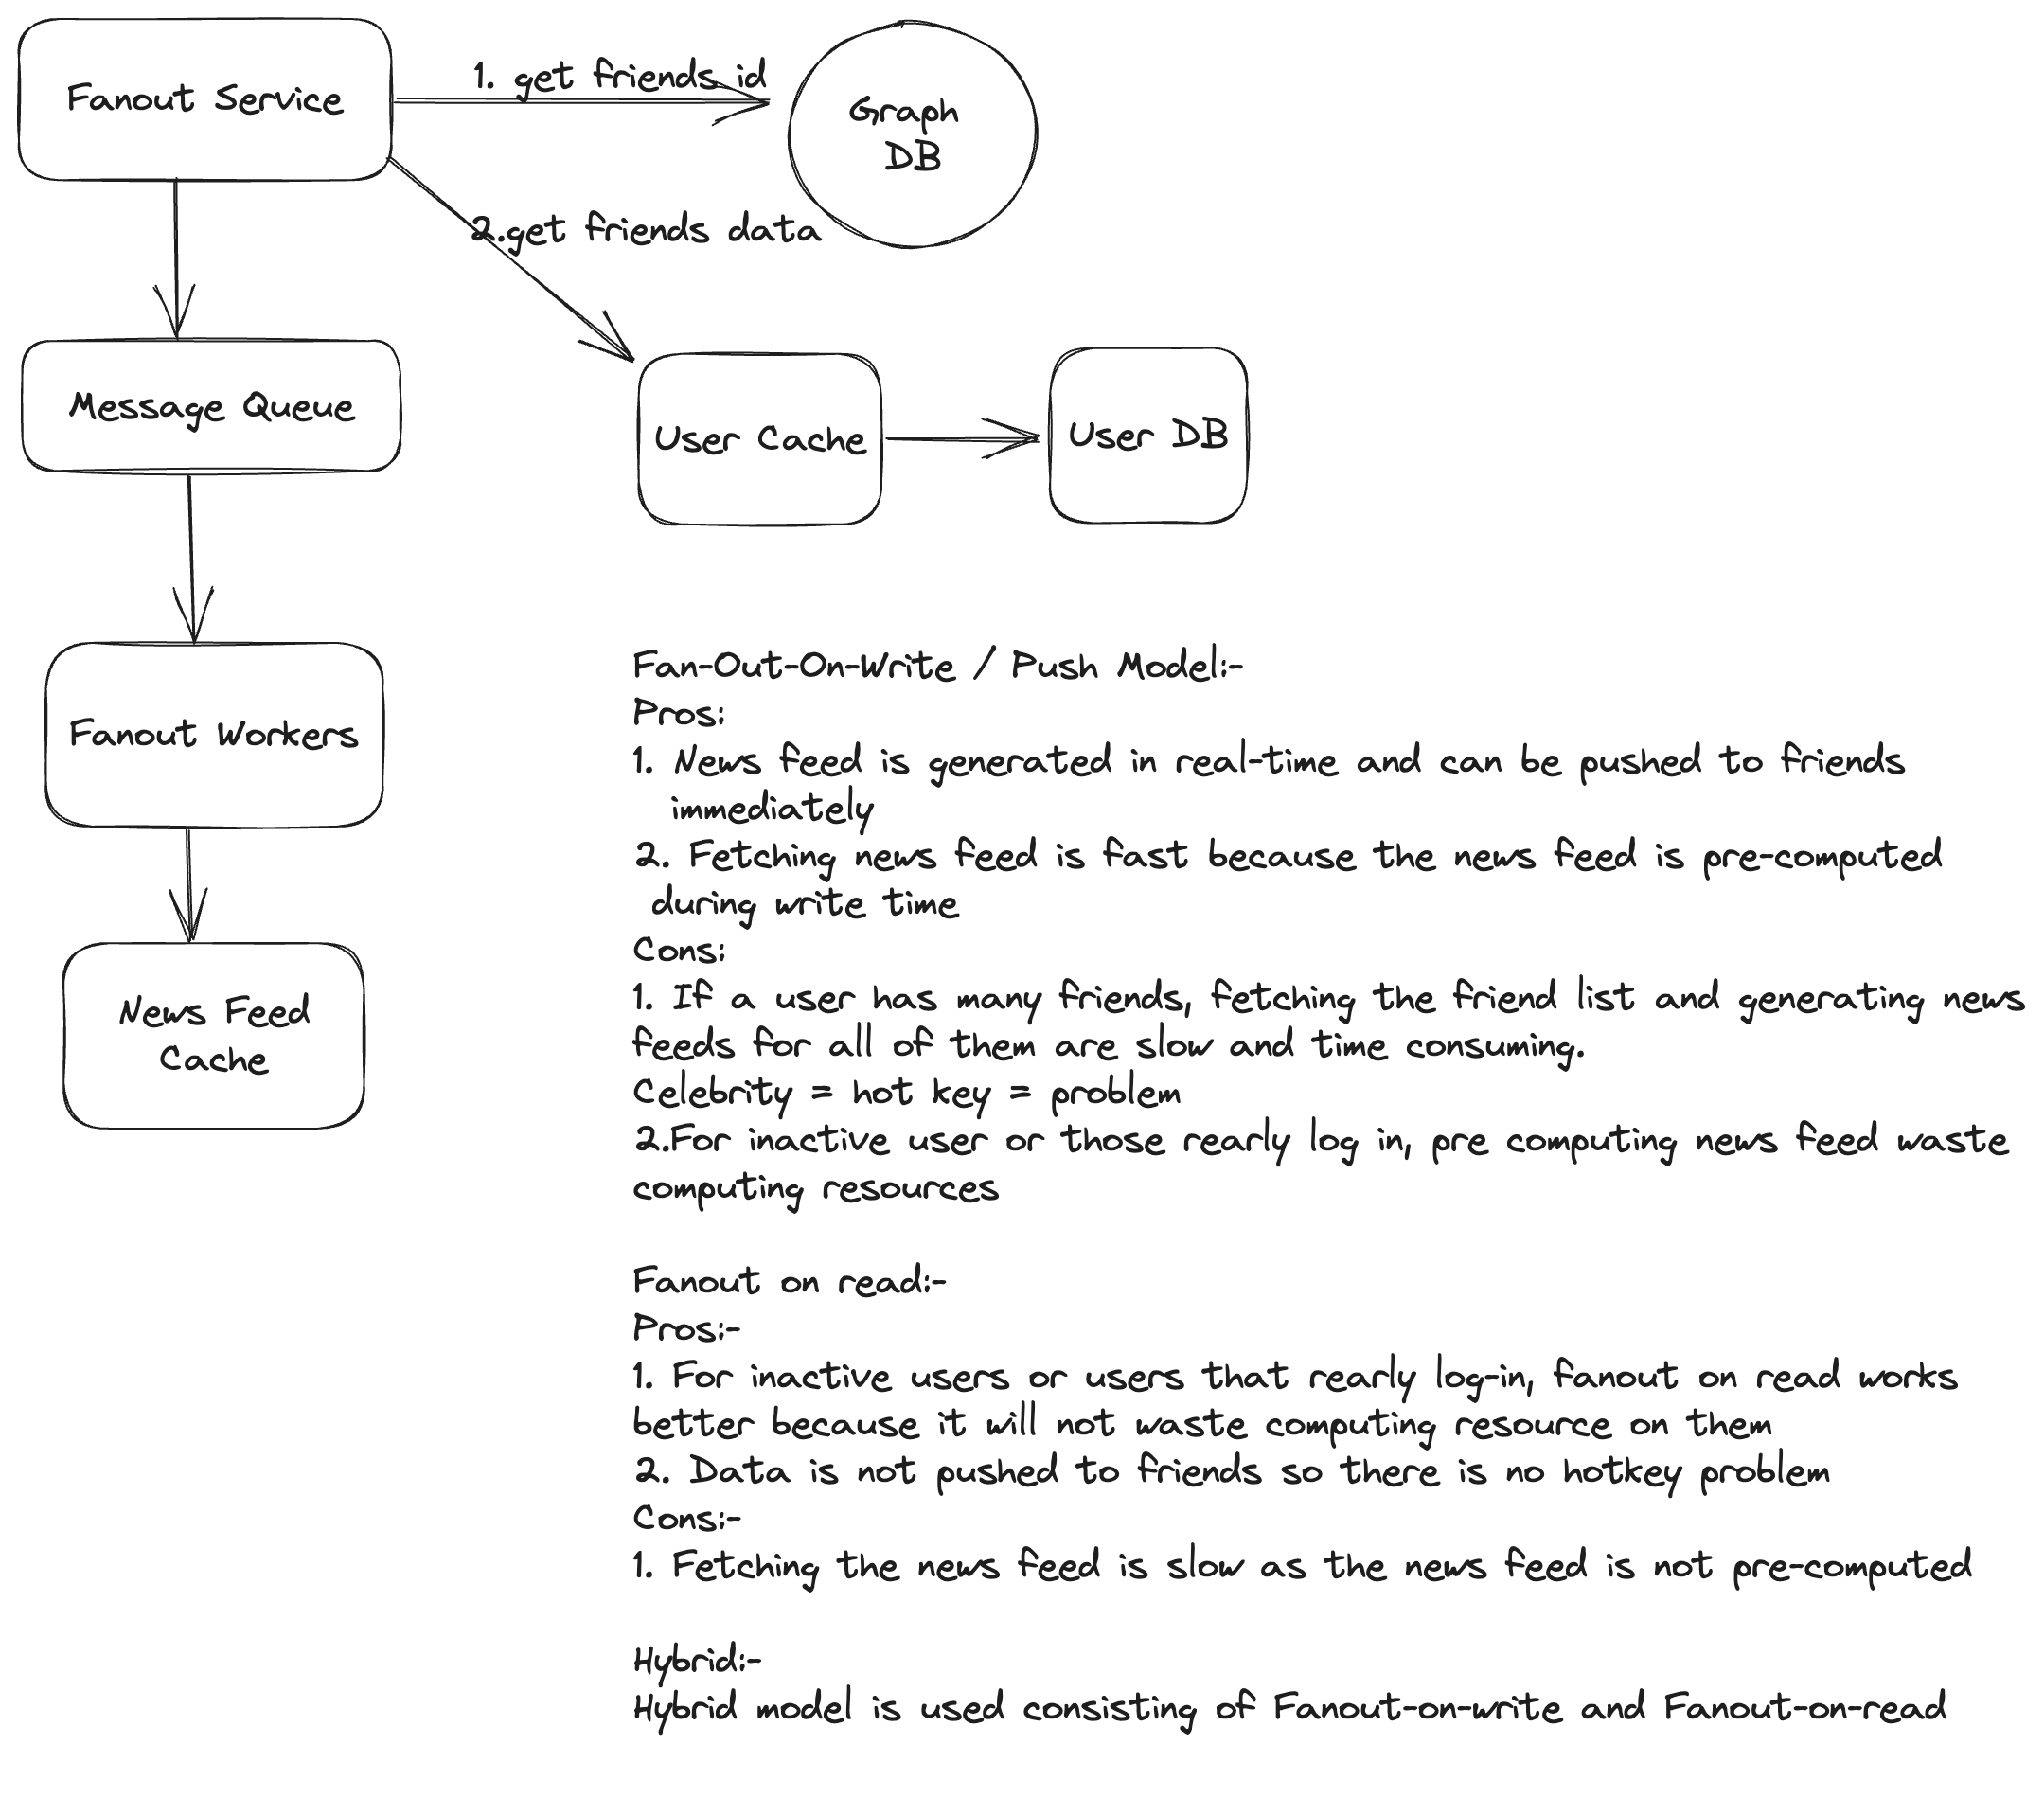 Fanout Service
1. get friends id
Graph
DB
2.get friends data
Message Queue
User Cache
User DB
Fanout Workers
News Feed
Cache
Fan-Out-On-Write / Push Model:-
Pros:
1. News feed is generated in real-time and can be pushed to friends
immediately
2. Fetching news feed is fast because the news feed is pre-computed
during write time
Cons:
1. If a user has many friends, fetching the friend list and generating news
feeds for all of them are slow and time consuming.
Celebrity = hot key = problem
2.For inactive user or those rearly log in, pre computing news feed waste
computing resources
Fanout on read:-
Pros:-
1. For inactive users or users that rearly log-in, fanout on read works
better because it will not waste computing resource on them
2. Data is not pushed to friends so there is no hotkey problem
Cons:-
1. Fetching the news feed is slow as the news feed is not pre-computed
Hybrid:-
Hybrid model is used consisting of Fanout-on-write and Fanout-on-read